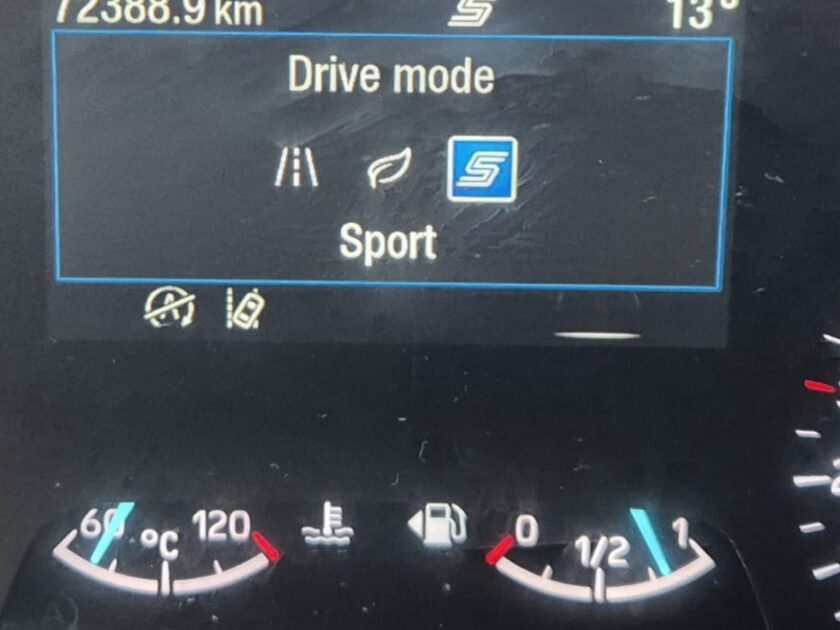 72388.9 km 13°
Drive mode
S
Sport
60 °C 120
0 1/2 1